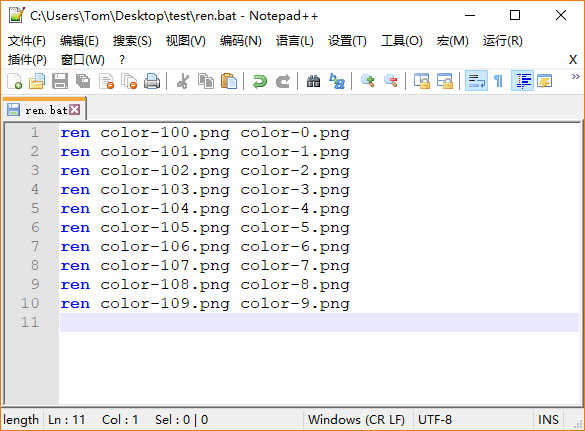 C:\Users\Tom\Desktop\test\ren.bat - Notepad++
文件(F) 编辑(E) 搜索(S) 视图(V) 编码(N) 语言(L) 设置(T) 工具(O) 宏(M) 运行(R)
插件(P) 窗口(W) ? X
ren.bat
1 ren color-100.png color-0.png
2 ren color-101.png color-1.png
3 ren color-102.png color-2.png
4 ren color-103.png color-3.png
5 ren color-104.png color-4.png
6 ren color-105.png color-5.png
7 ren color-106.png color-6.png
8 ren color-107.png color-7.png
9 ren color-108.png color-8.png
10 ren color-109.png color-9.png
11
length Ln : 11 Col : 1 Sel : 0 | 0 Windows (CR LF) UTF-8 INS